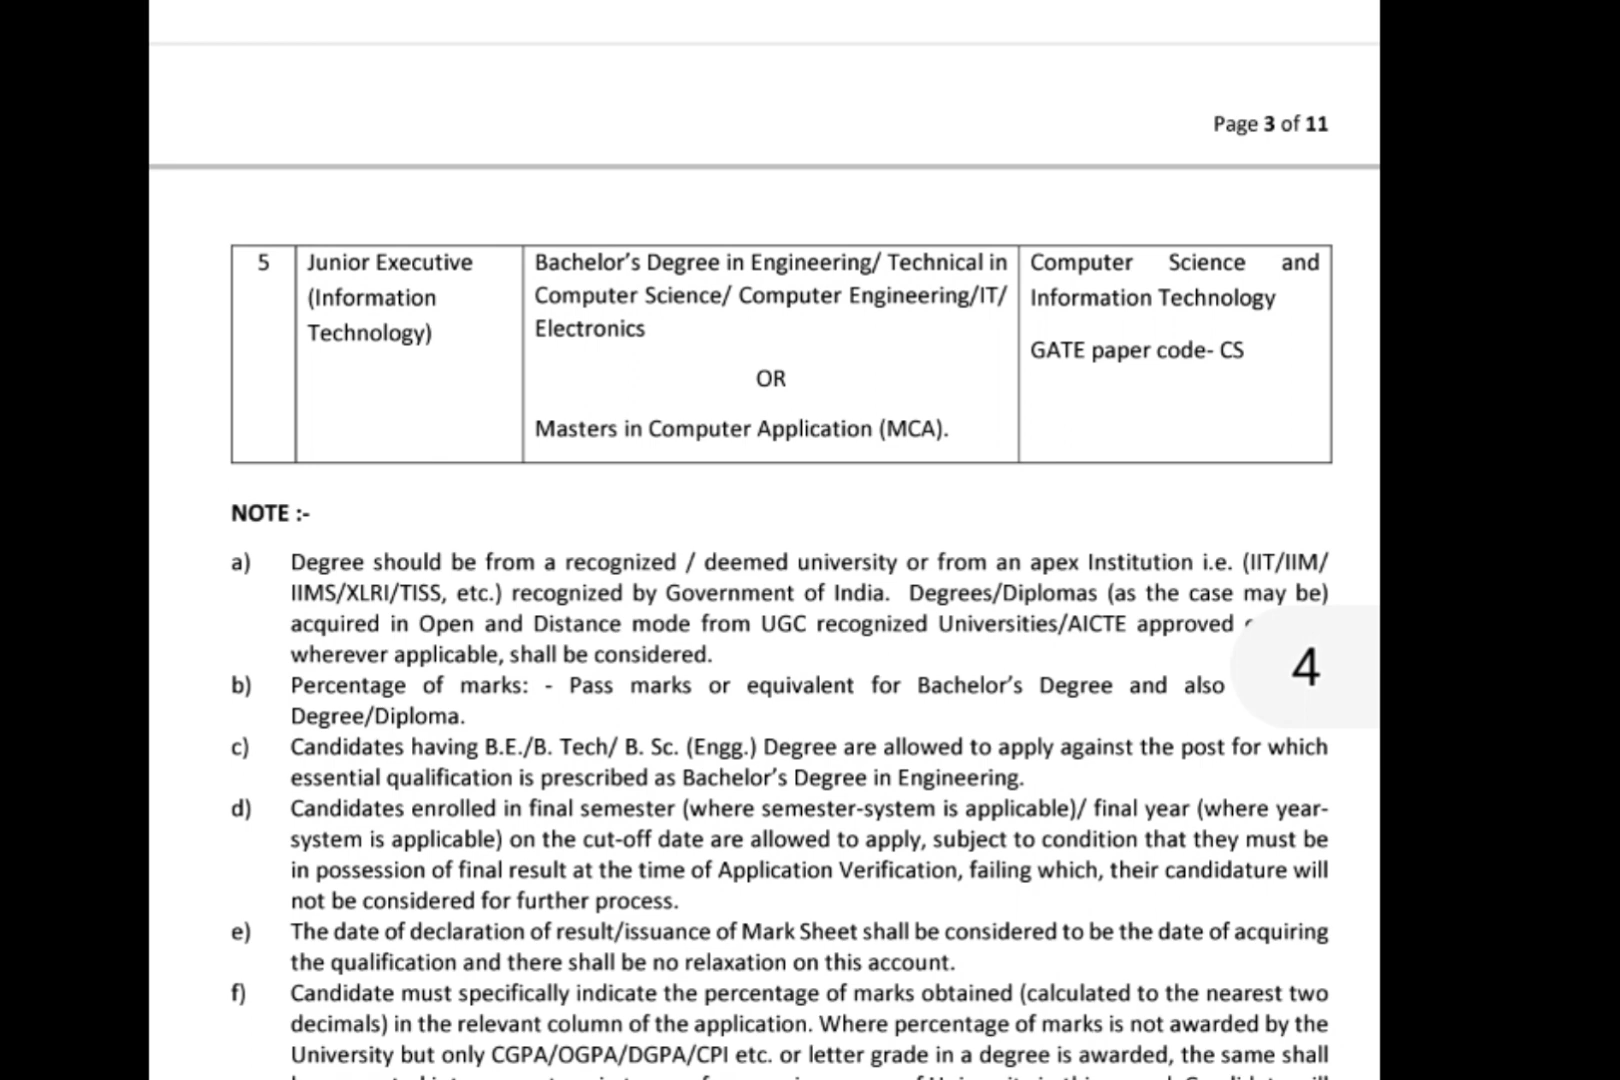 Page 3 of 11
5 Junior Executive (Information Technology) Bachelor's Degree in Engineering/ Technical in Computer Science/ Computer Engineering/IT/ Electronics OR Masters in Computer Application (MCA). Computer Science and Information Technology GATE paper code- CS
NOTE :-
a) Degree should be from a recognized / deemed university or from an apex Institution i.e. (IIT/IIM/
IIMS/XLRI/TISS, etc.) recognized by Government of India. Degrees/Diplomas (as the case may be)
acquired in Open and Distance mode from UGC recognized Universities/AICTE approved
wherever applicable, shall be considered.
4
b) Percentage of marks: - Pass marks or equivalent for Bachelor's Degree and also
Degree/Diploma.
c) Candidates having B.E./B. Tech/ B. Sc. (Engg.) Degree are allowed to apply against the post for which
essential qualification is prescribed as Bachelor's Degree in Engineering.
d) Candidates enrolled in final semester (where semester-system is applicable)/ final year (where year-
system is applicable) on the cut-off date are allowed to apply, subject to condition that they must be
in possession of final result at the time of Application Verification, failing which, their candidature will
not be considered for further process.
e) The date of declaration of result/issuance of Mark Sheet shall be considered to be the date of acquiring
the qualification and there shall be no relaxation on this account.
f) Candidate must specifically indicate the percentage of marks obtained (calculated to the nearest two
decimals) in the relevant column of the application. Where percentage of marks is not awarded by the
University but only CGPA/OGPA/DGPA/CPI etc. or letter grade in a degree is awarded, the same shall